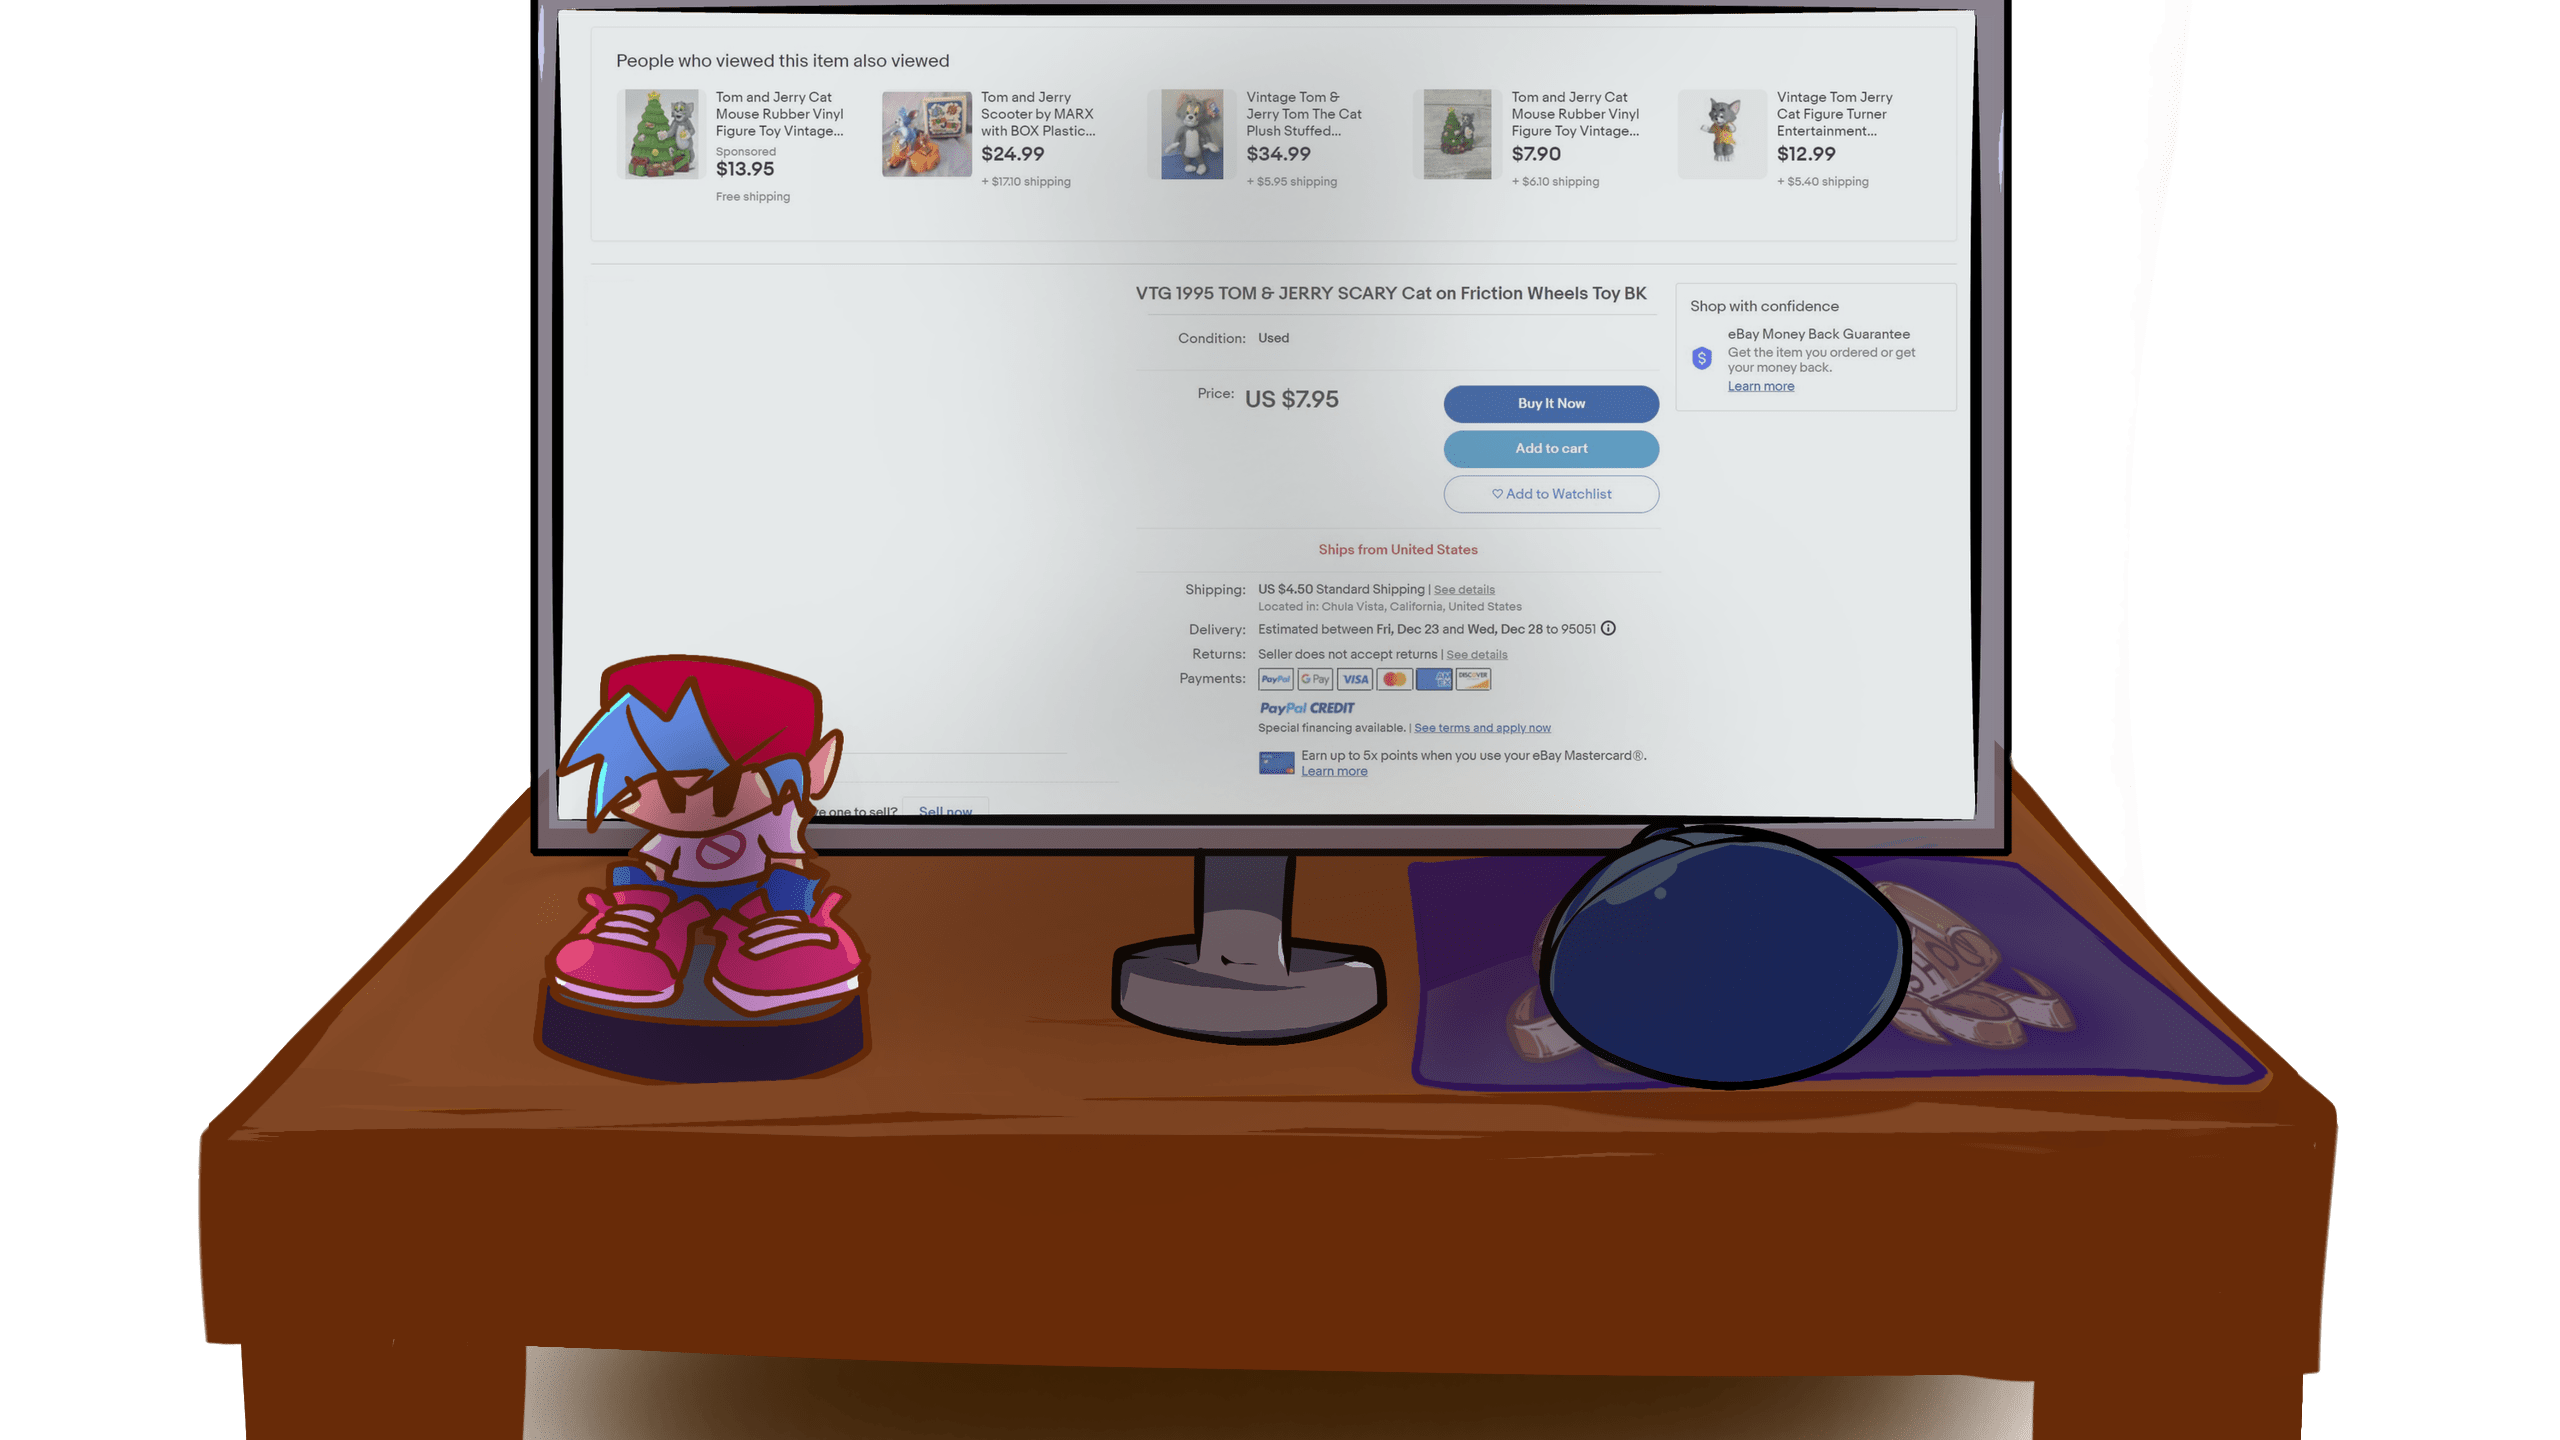 People who viewed this item also viewed
Tom and Jerry Cat
Mouse Rubber Vinyl
Figure Toy Vintage...
Sponsored
$13.95
Free shipping
Tom and Jerry
Scooter by MARX
with BOX Plastic...
$24.99
+ $17.10 shipping
Vintage Tom &
Jerry Tom The Cat
Plush Stuffed...
$34.99
+ $5.95 shipping
Tom and Jerry Cat
Mouse Rubber Vinyl
Figure Toy Vintage...
$7.90
+ $6.10 shipping
Vintage Tom Jerry
Cat Figure Turner
Entertainment...
$12.99
+ $5.40 shipping
VTG 1995 TOM & JERRY SCARY Cat on Friction Wheels Toy BK
Condition: Used
Price: US $7.95
Buy It Now
Add to cart
Add to Watchlist
Shop with confidence
eBay Money Back Guarantee
Get the item you ordered or get
your money back.
Learn more
Ships from United States
Shipping: US $4.50 Standard Shipping | See details
Located in: Chula Vista, California, United States
Delivery: Estimated between Fri, Dec 23 and Wed, Dec 28 to 95051
Returns: Seller does not accept returns | See details
Payments: PayPal G Pay VISA AM EX DISCOVER
PayPal CREDIT
Special financing available. | See terms and apply now
Earn up to 5x points when you use your eBay Mastercard®.
Learn more
one to sell? Sell now